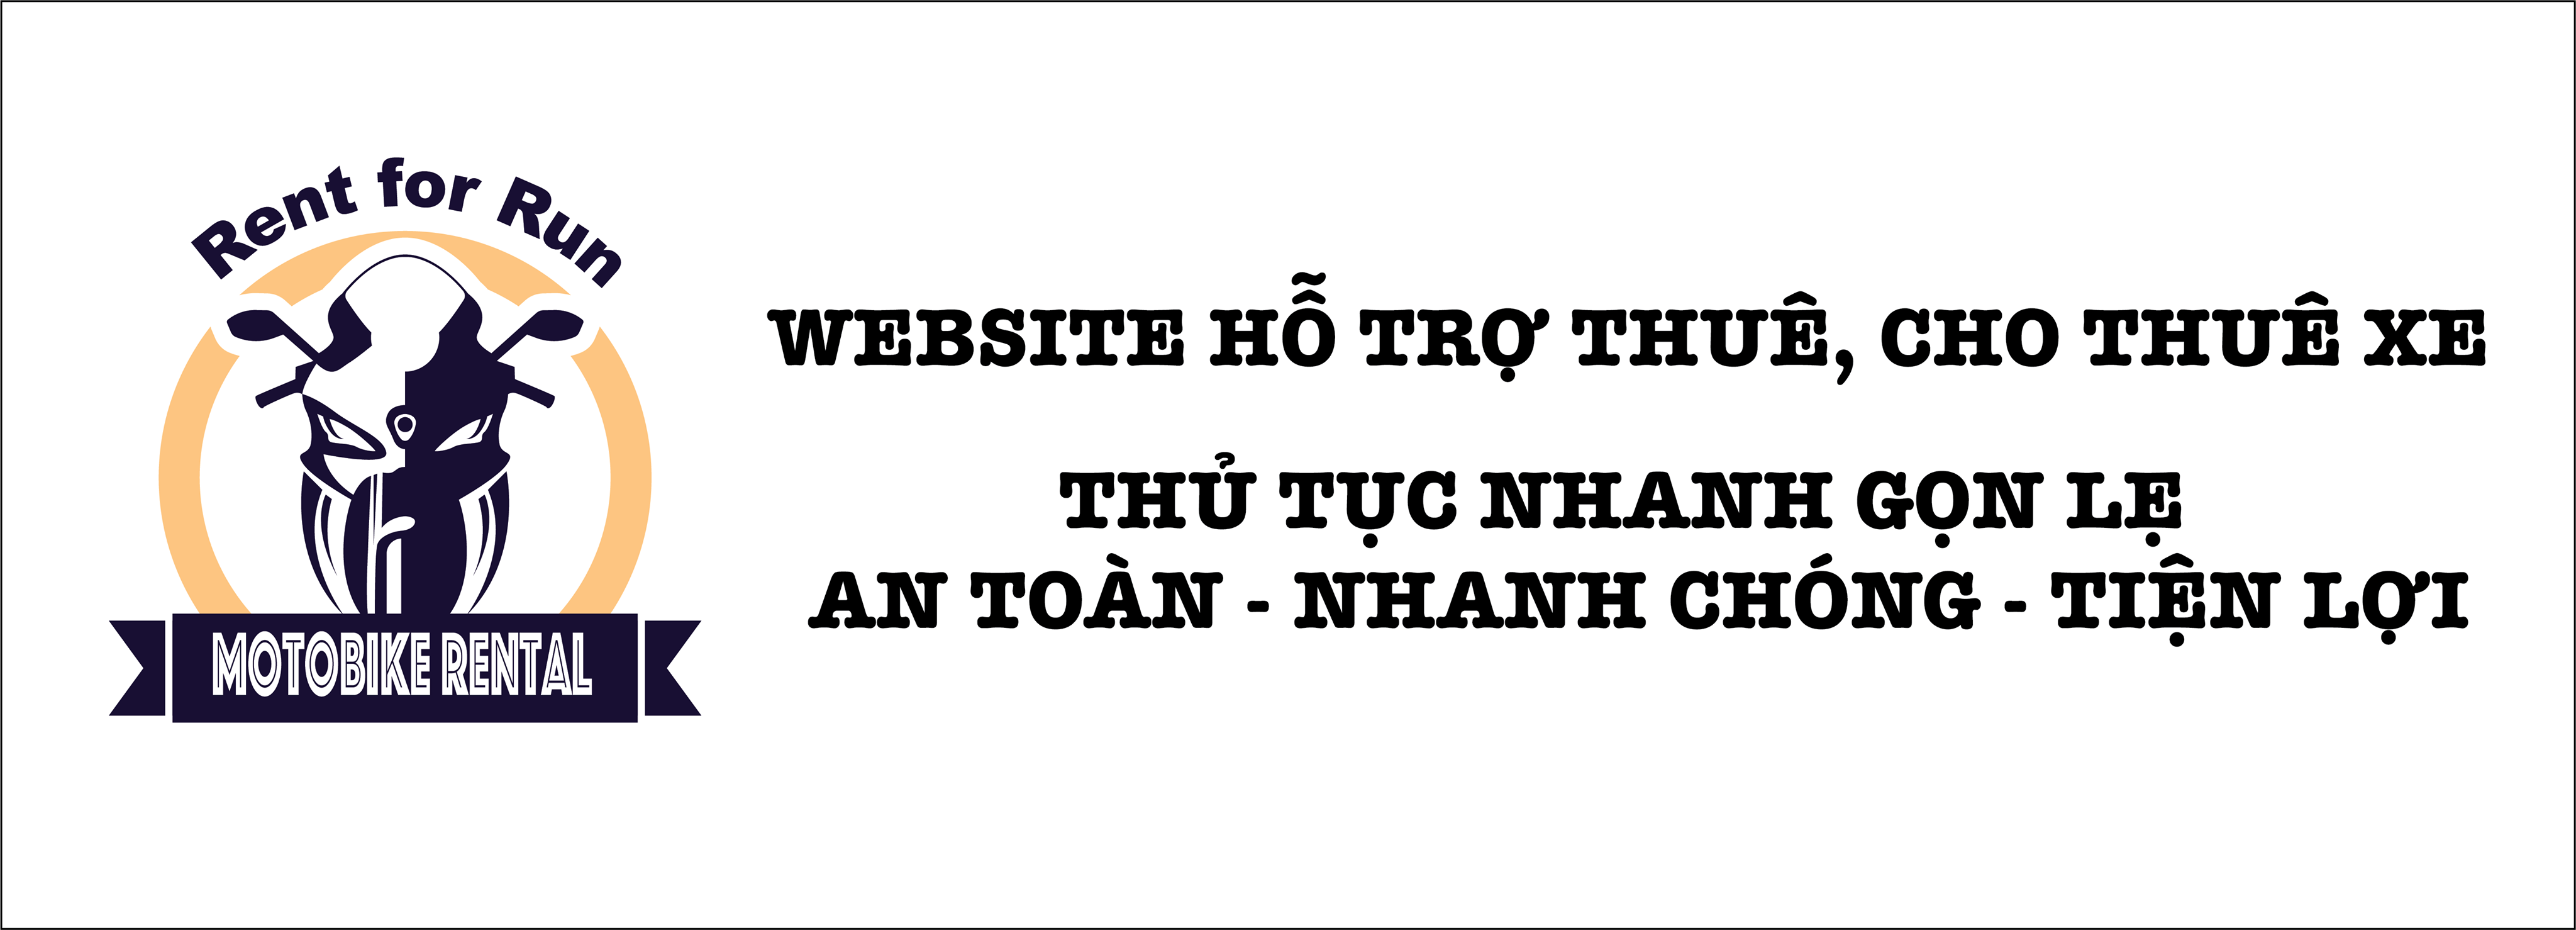 Rent for Run
MOTOBIKE RENTAL
WEBSITE HỖ TRỢ THUÊ, CHO THUÊ XE
THỦ TỤC NHANH GỌN LẸ
AN TOÀN - NHANH CHÓNG - TIỆN LỢI